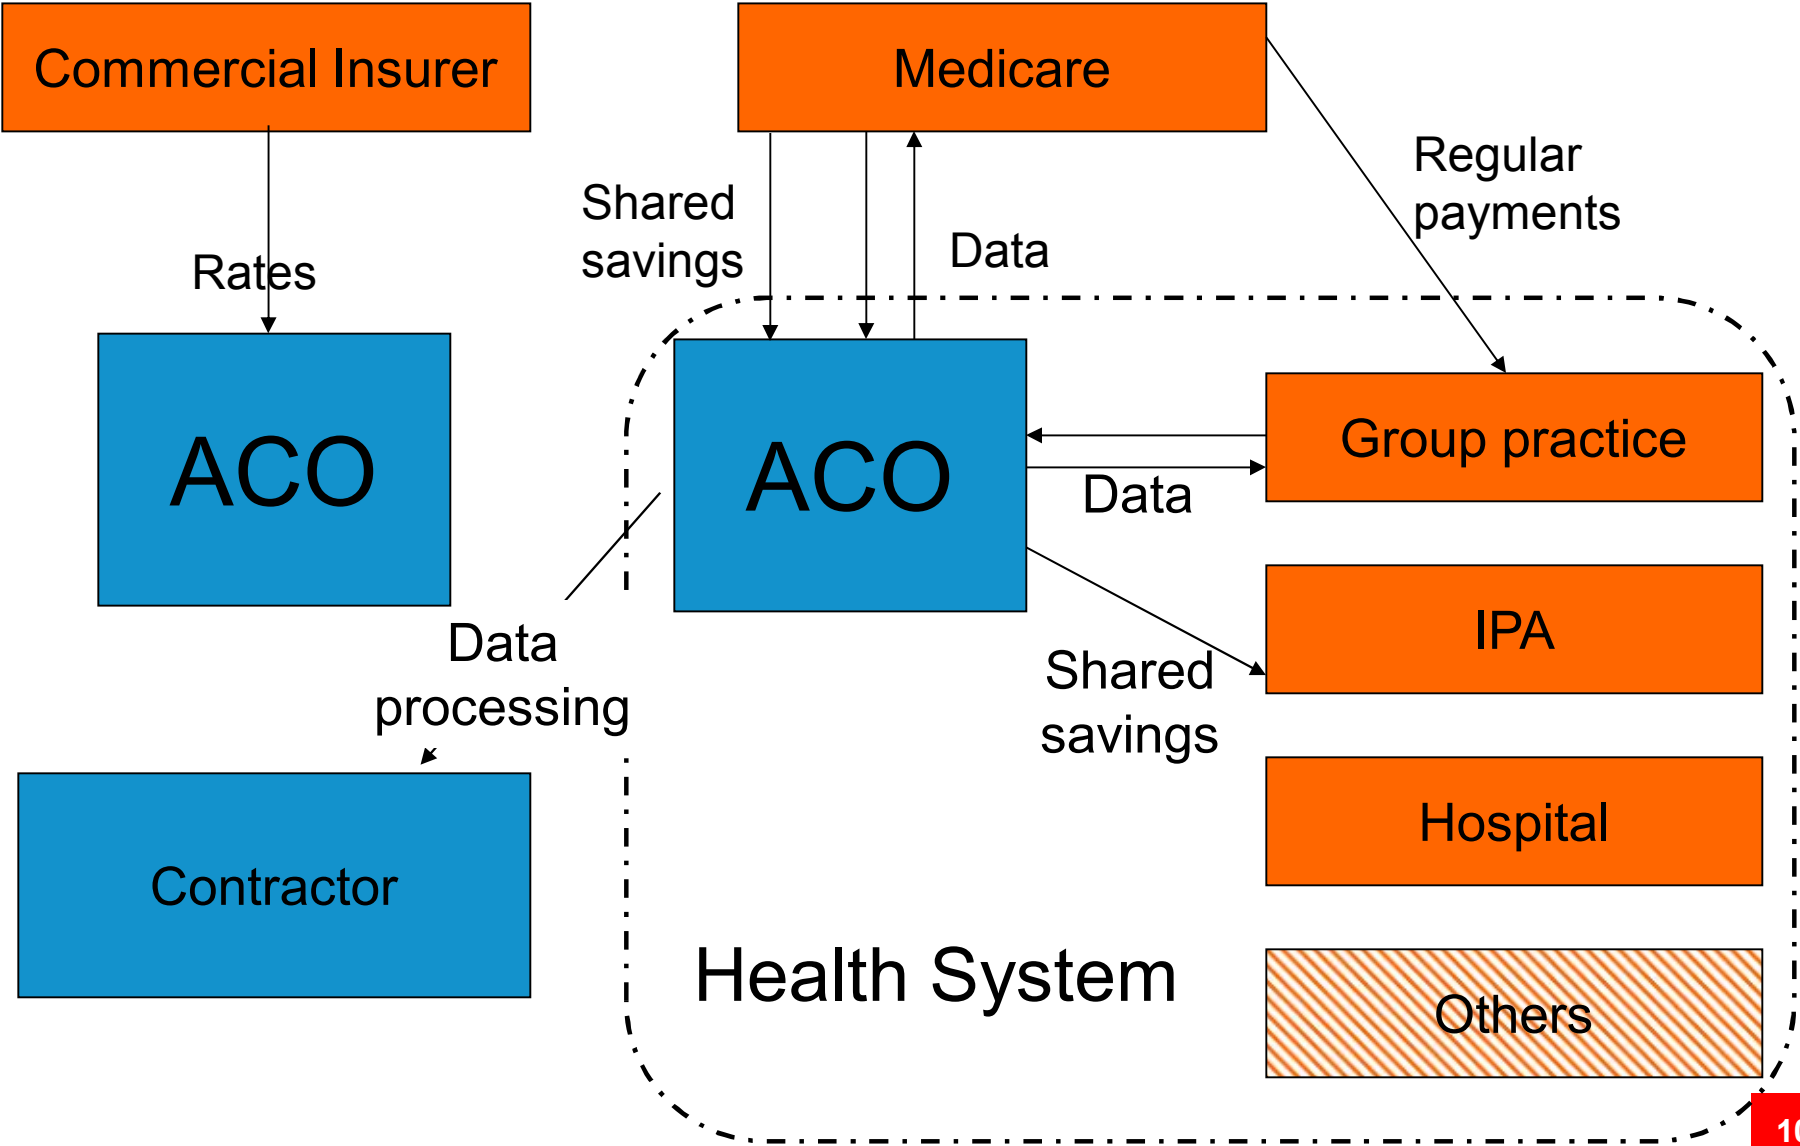 Commercial Insurer
Medicare
Regular
payments
Shared
savings
Data
Rates
ACO
ACO
Group practice
Data
IPA
Data
processing
Shared
savings
Hospital
Contractor
Health System
Others